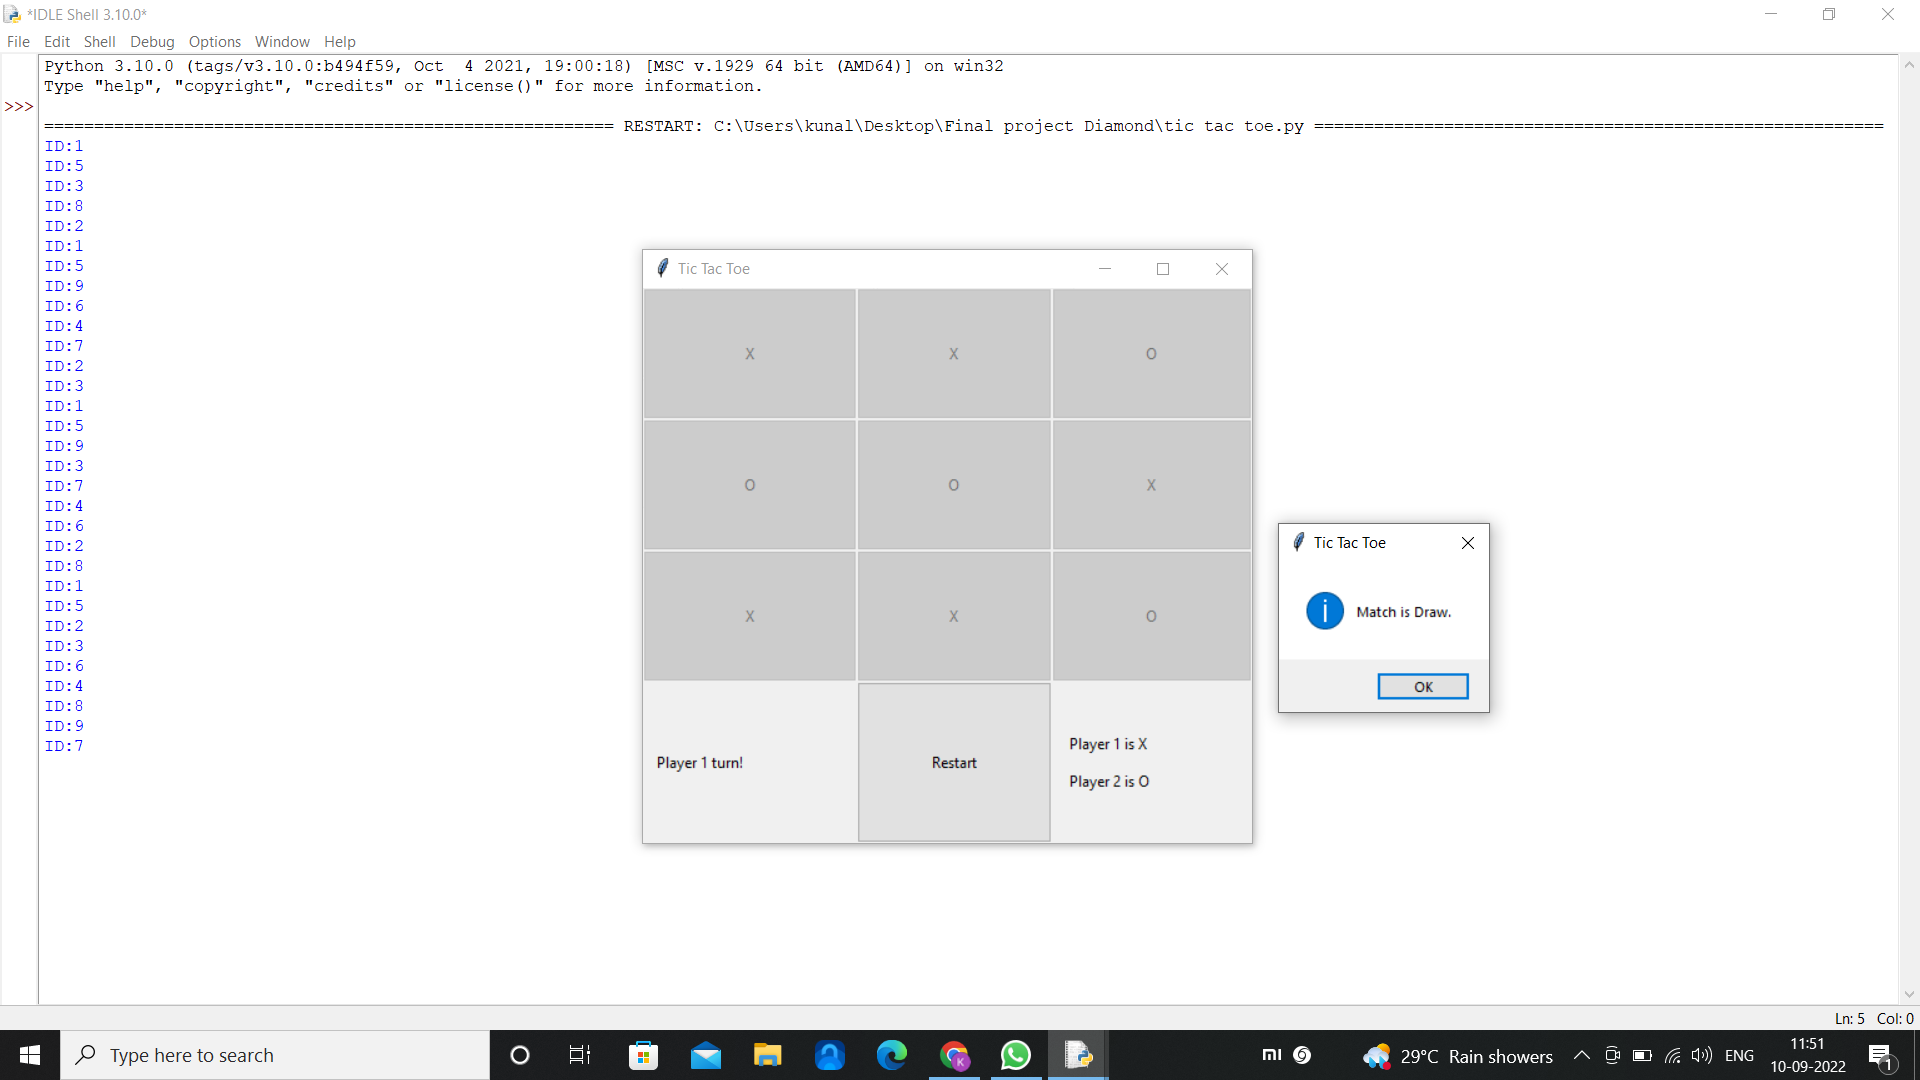 *IDLE Shell 3.10.0*
File Edit Shell Debug Options Window Help
Python 3.10.0 (tags/v3.10.0:b494f59, Oct  4 2021, 19:00:18) [MSC v.1929 64 bit (AMD64)] on win32
Type "help", "copyright", "credits" or "license()" for more information.
>>>
========================================================= RESTART: C:\Users\kunal\Desktop\Final project Diamond\tic tac toe.py =========================================================
ID:1
ID:5
ID:3
ID:8
ID:2
ID:1
ID:5
ID:9
ID:6
ID:4
ID:7
ID:2
ID:3
ID:1
ID:5
ID:9
ID:3
ID:7
ID:4
ID:6
ID:2
ID:8
ID:1
ID:5
ID:2
ID:3
ID:6
ID:4
ID:8
ID:9
ID:7
Tic Tac Toe
X X O
O O X
X X O
Player 1 turn!
Restart
Player 1 is X
Player 2 is O
Tic Tac Toe
Match is Draw.
OK
Ln: 5 Col: 0
Type here to search
K
29°C Rain showers
ENG
11:51
10-09-2022
1